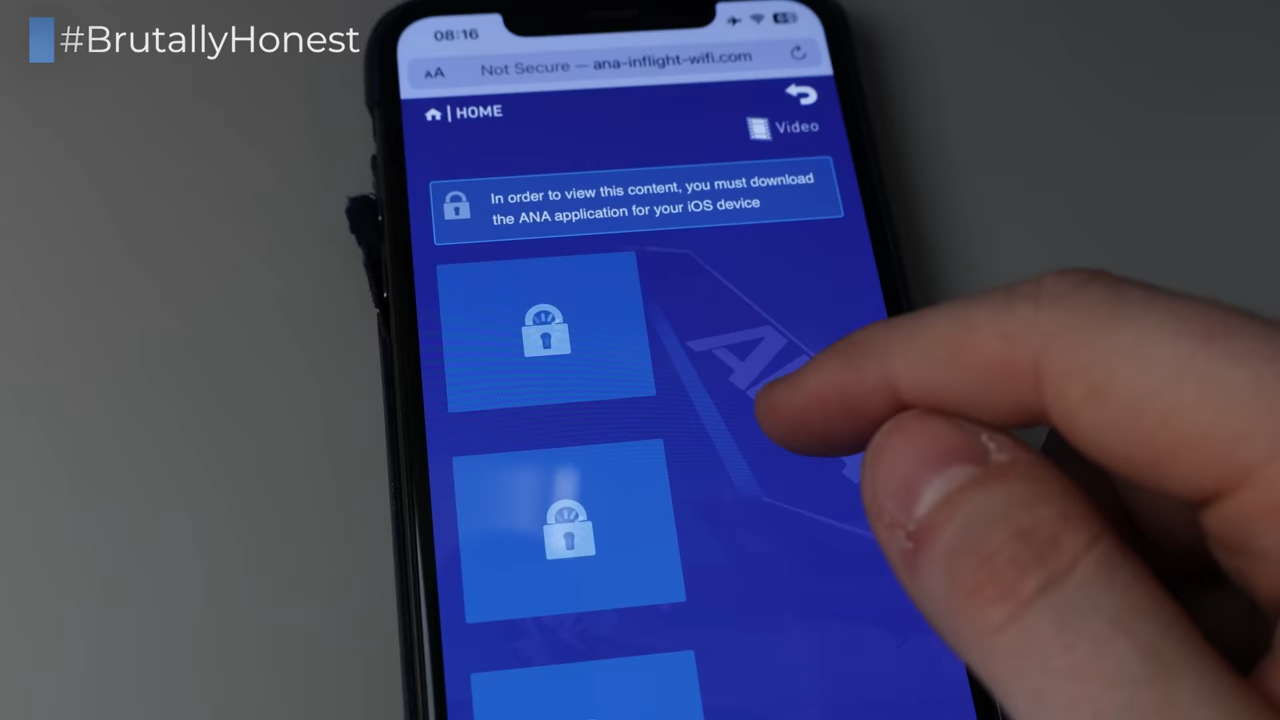 #BrutallyHonest
08:16
AA Not Secure — ana-inflight-wifi.com
| HOME
Video
In order to view this content, you must download
the ANA application for your iOS device